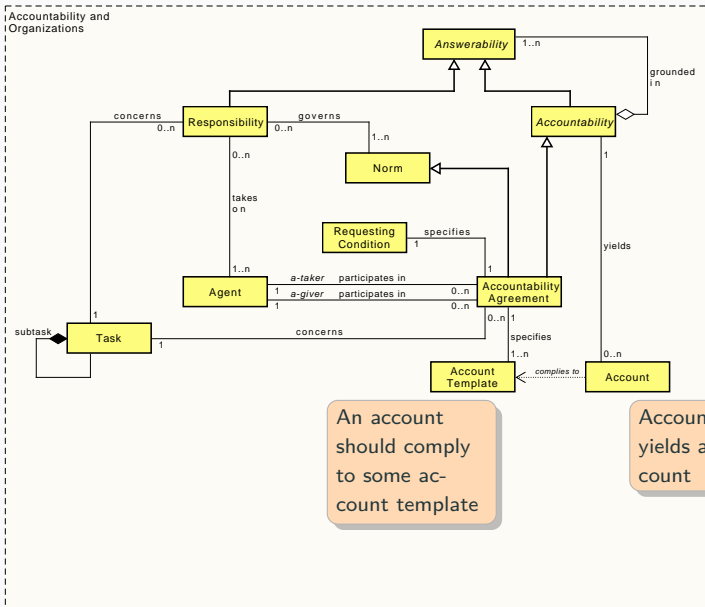 Accountability and
Organizations
Answerability
1..n
grounded
in
concerns
0..n
Responsibility
governs
0..n
1..n
Accountability
0..n
1
Norm
takes
on
Requesting
Condition
specifies
1
1
yields
1..n
Agent
a-taker participates in
1
0..n
a-giver participates in
1
0..n
Accountability
Agreement
1
subtask
Task
1
concerns
0..n
1
specifies
1..n
0..n
Account
Template
complies to
Account
An account
should comply
to some ac-
count template
yields a
count